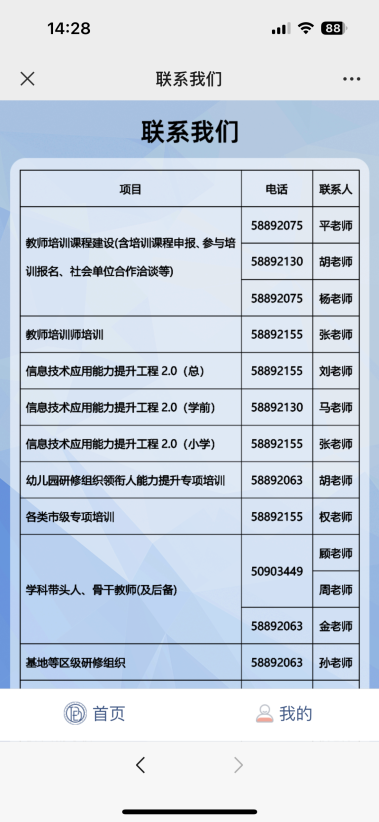 14:28
88
联系我们
联系我们
项目 电话 联系人
教师培训课程建设(含培训课程申报、参与培
训报名、社会单位合作洽谈等)
58892075 平老师
58892130 胡老师
58892075 杨老师
教师培训师培训 58892155 张老师
信息技术应用能力提升工程 2.0（总） 58892155 刘老师
信息技术应用能力提升工程 2.0（学前） 58892130 马老师
信息技术应用能力提升工程 2.0（小学） 58892155 张老师
幼儿园研修组织领衔人能力提升专项培训 58892063 胡老师
各类市级专项培训 58892155 权老师
学科带头人、骨干教师(及后备)
50903449 顾老师
周老师
58892063 金老师
基地等区级研修组织 58892063 孙老师
首页 我的